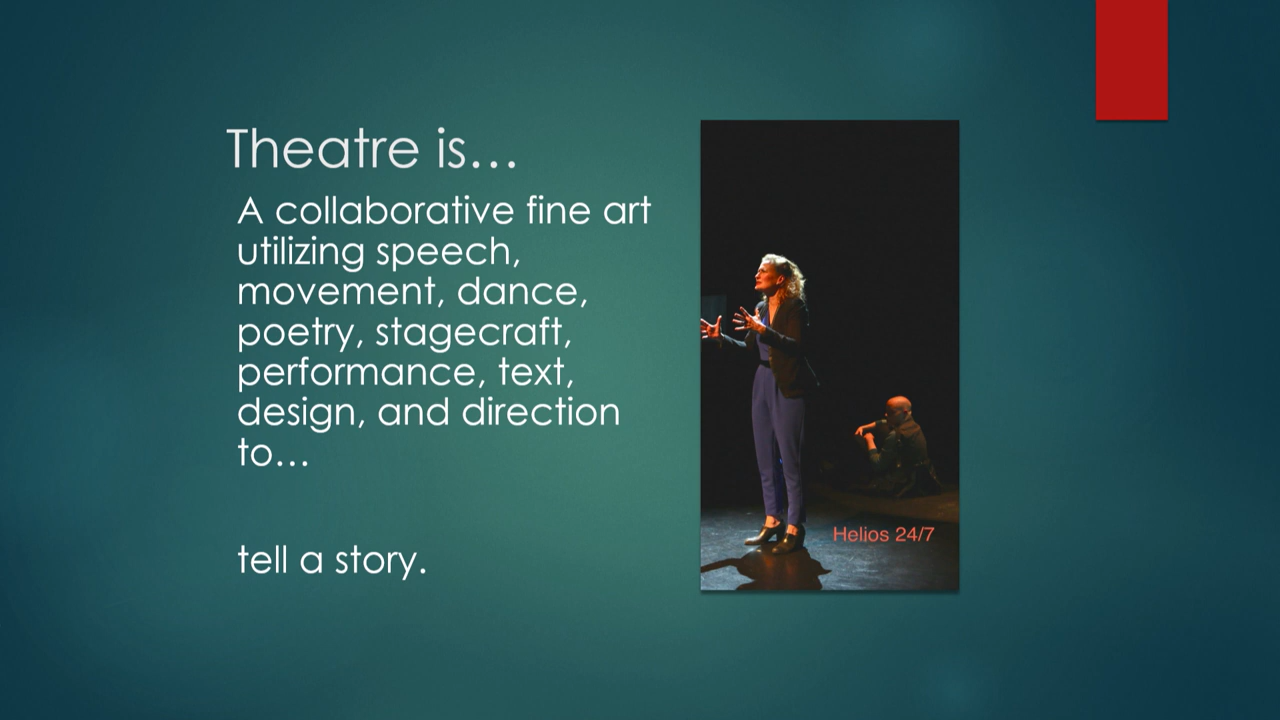 Theatre is…
A collaborative fine art
utilizing speech,
movement, dance,
poetry, stagecraft,
performance, text,
design, and direction
to…
tell a story.
Helios 24/7